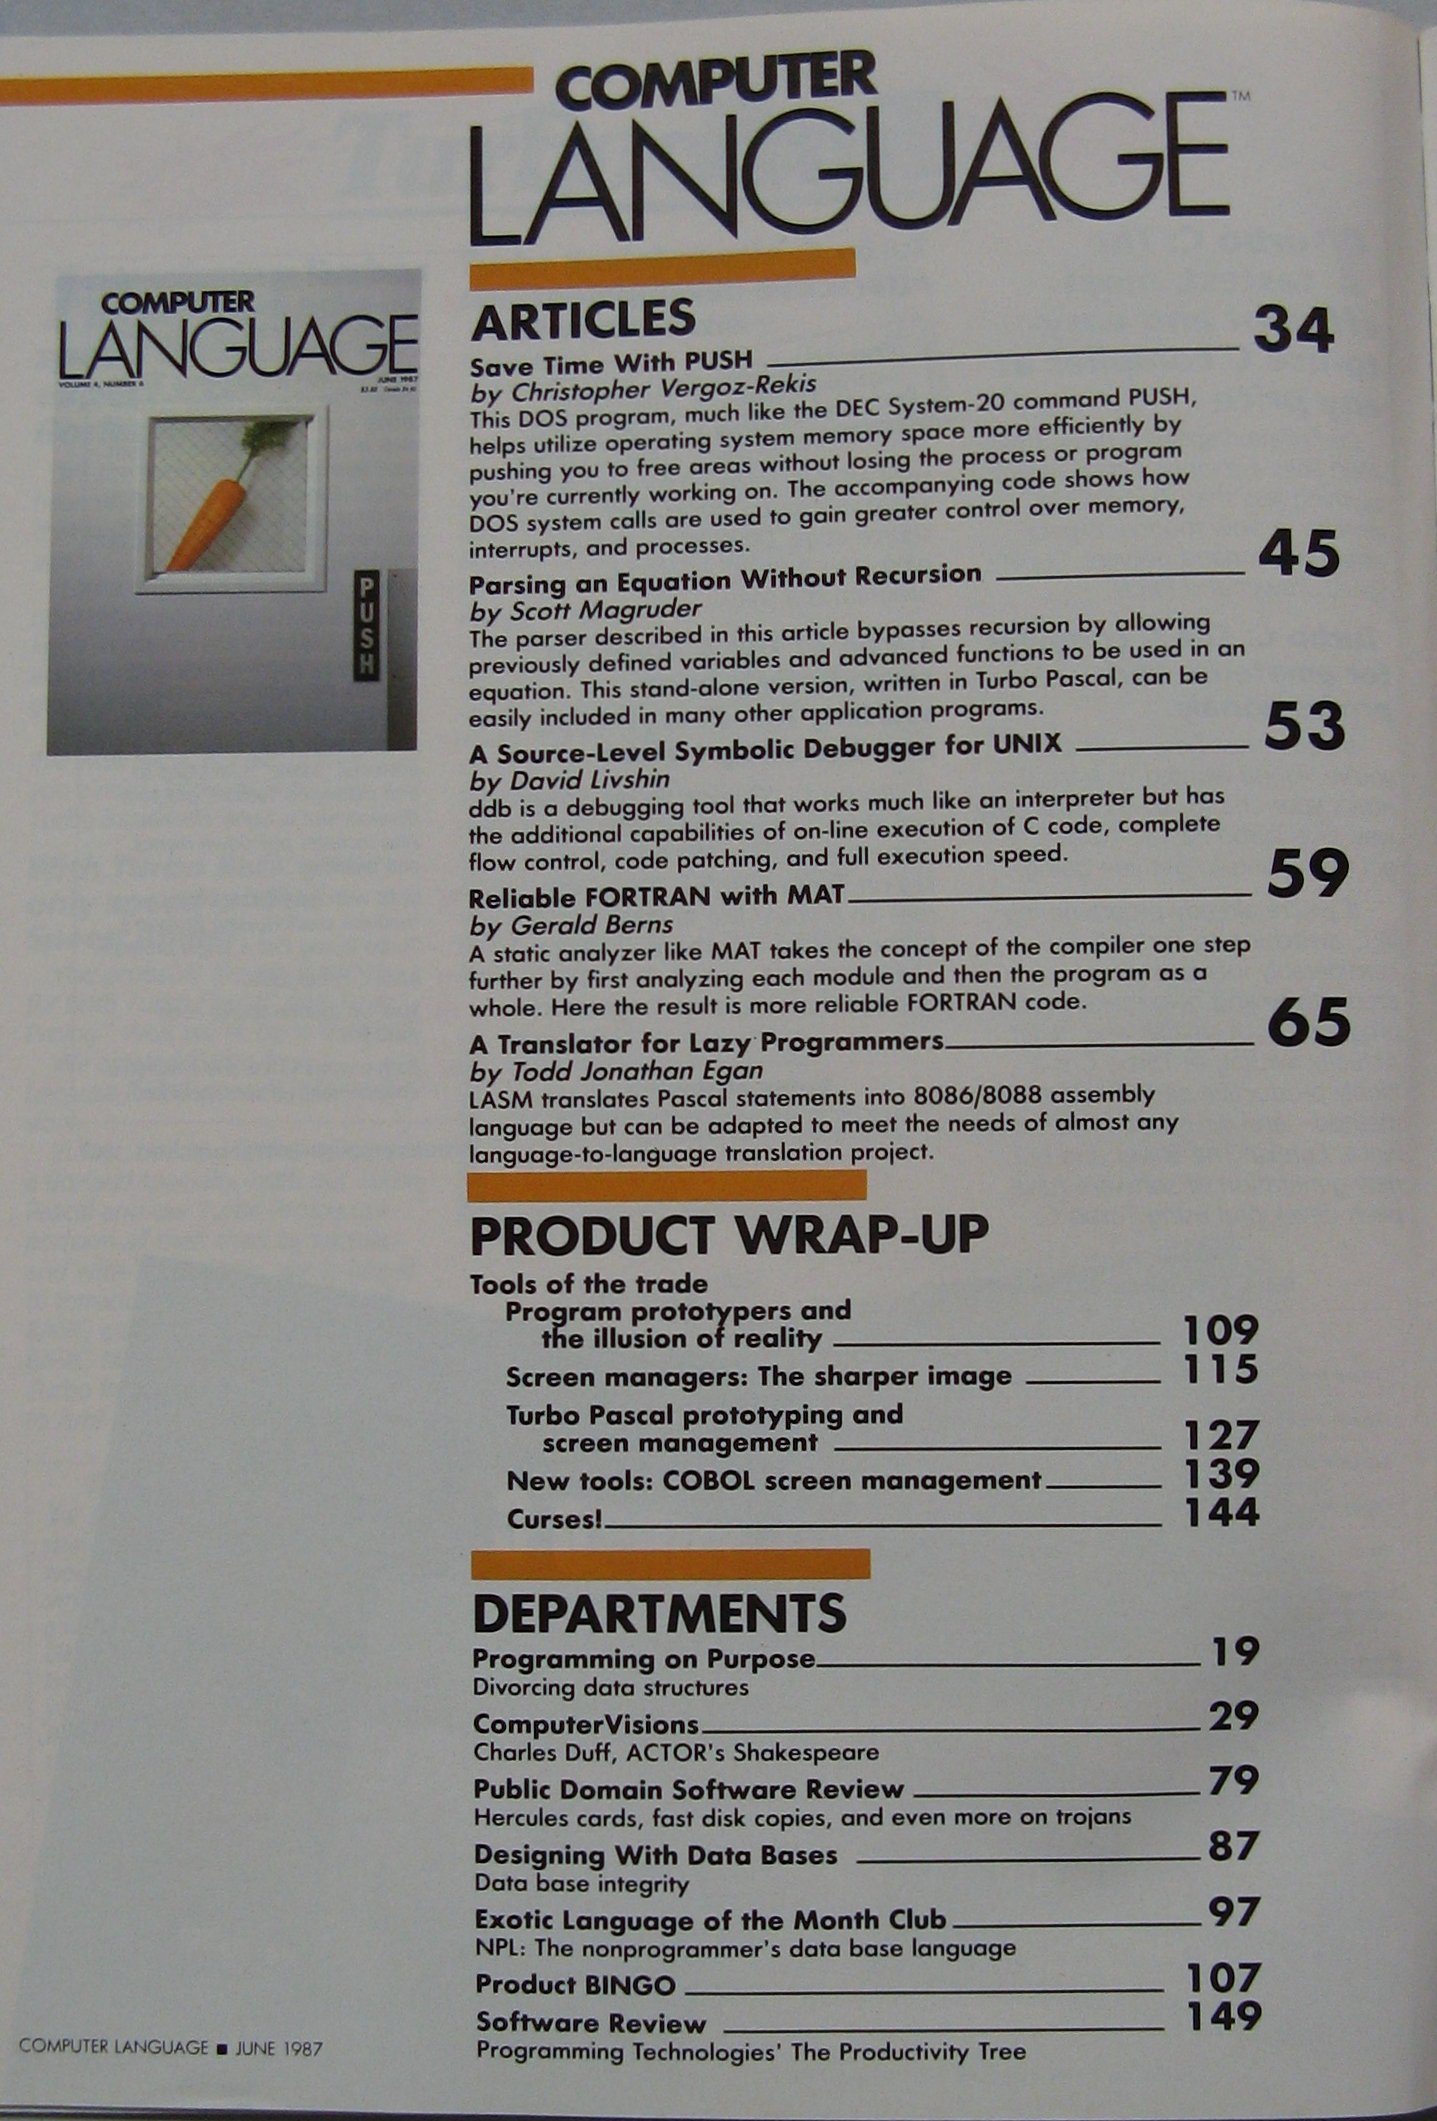 COMPUTER
LANGUAGE™
COMPUTER
LANGUAGE
VOLUME 4, NUMBER 6
JUNE 1987
PUSH
ARTICLES
Save Time With PUSH 34
by Christopher Vergoz-Rekis
This DOS program, much like the DEC System-20 command PUSH,
helps utilize operating system memory space more efficiently by
pushing you to free areas without losing the process or program
you're currently working on. The accompanying code shows how
DOS system calls are used to gain greater control over memory,
interrupts, and processes.
Parsing an Equation Without Recursion 45
by Scott Magruder
The parser described in this article bypasses recursion by allowing
previously defined variables and advanced functions to be used in an
equation. This stand-alone version, written in Turbo Pascal, can be
easily included in many other application programs.
A Source-Level Symbolic Debugger for UNIX 53
by David Livshin
ddb is a debugging tool that works much like an interpreter but has
the additional capabilities of on-line execution of C code, complete
flow control, code patching, and full execution speed.
Reliable FORTRAN with MAT 59
by Gerald Berns
A static analyzer like MAT takes the concept of the compiler one step
further by first analyzing each module and then the program as a
whole. Here the result is more reliable FORTRAN code.
A Translator for Lazy Programmers 65
by Todd Jonathan Egan
LASM translates Pascal statements into 8086/8088 assembly
language but can be adapted to meet the needs of almost any
language-to-language translation project.
PRODUCT WRAP-UP
Tools of the trade
Program prototypers and
the illusion of reality 109
Screen managers: The sharper image 115
Turbo Pascal prototyping and
screen management 127
New tools: COBOL screen management 139
Curses! 144
DEPARTMENTS
Programming on Purpose 19
Divorcing data structures
ComputerVisions 29
Charles Duff, ACTOR's Shakespeare
Public Domain Software Review 79
Hercules cards, fast disk copies, and even more on trojans
Designing With Data Bases 87
Data base integrity
Exotic Language of the Month Club 97
NPL: The nonprogrammer's data base language
Product BINGO 107
Software Review 149
Programming Technologies' The Productivity Tree
COMPUTER LANGUAGE ■ JUNE 1987